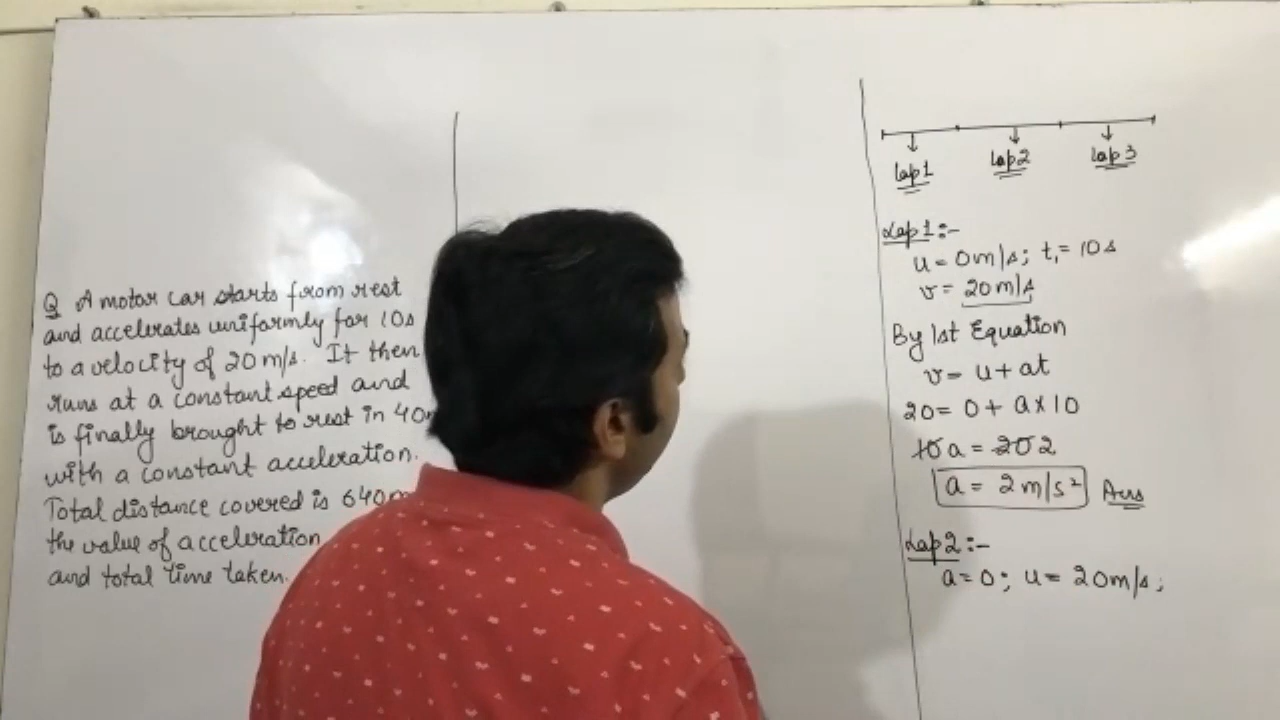 Q A motor car starts from rest
and accelerates uniformly for 10s
to a velocity of 20 m/s. It then
runs at a constant speed and
is finally brought to rest in 40
with a constant acceleration.
Total distance covered is 640m
the value of acceleration
and total time taken.
Lap1 Lap2 Lap3
Lap1:-
u = 0m/s; t₁ = 10s
v = 20m/s
By 1st Equation
v = u + at
20 = 0 + a x 10
10a = 20 2
a = 2 m/s² Ans
Lap2:-
a = 0; u = 20m/s;